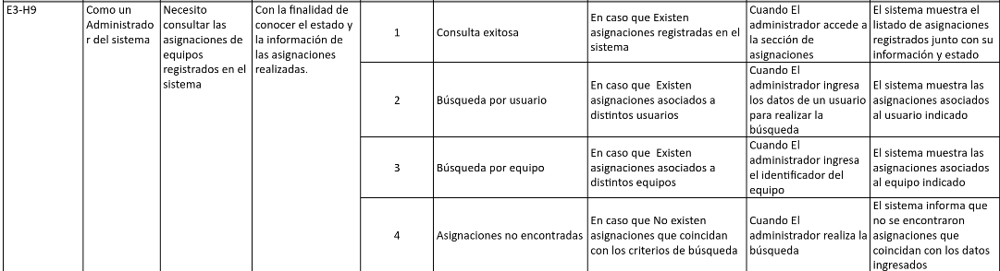 E3-H9
Como un
Administrado
r del sistema
Necesito
consultar las
asignaciones de
equipos
registrados en el
sistema
Con la finalidad de
conocer el estado y
la información de
las asignaciones
realizadas.
1
Consulta exitosa
En caso que Existen
asignaciones registradas en el
sistema
Cuando El
administrador accede a
la sección de
asignaciones
El sistema muestra el
listado de asignaciones
registrados junto con su
información y estado
2
Búsqueda por usuario
En caso que  Existen
asignaciones asociados a
distintos usuarios
Cuando El
administrador ingresa
los datos de un usuario
para realizar la
búsqueda
El sistema muestra las
asignaciones asociados
al usuario indicado
3
Búsqueda por equipo
En caso que  Existen
asignaciones asociados a
distintos equipos
Cuando El
administrador ingresa
el identificador del
equipo
El sistema muestra las
asignaciones asociados
al equipo indicado
4
Asignaciones no encontradas
En caso que No existen
asignaciones que coincidan
con los criterios de búsqueda
Cuando El
administrador realiza la
búsqueda
El sistema informa que
no se encontraron
asignaciones que
coincidan con los datos
ingresados